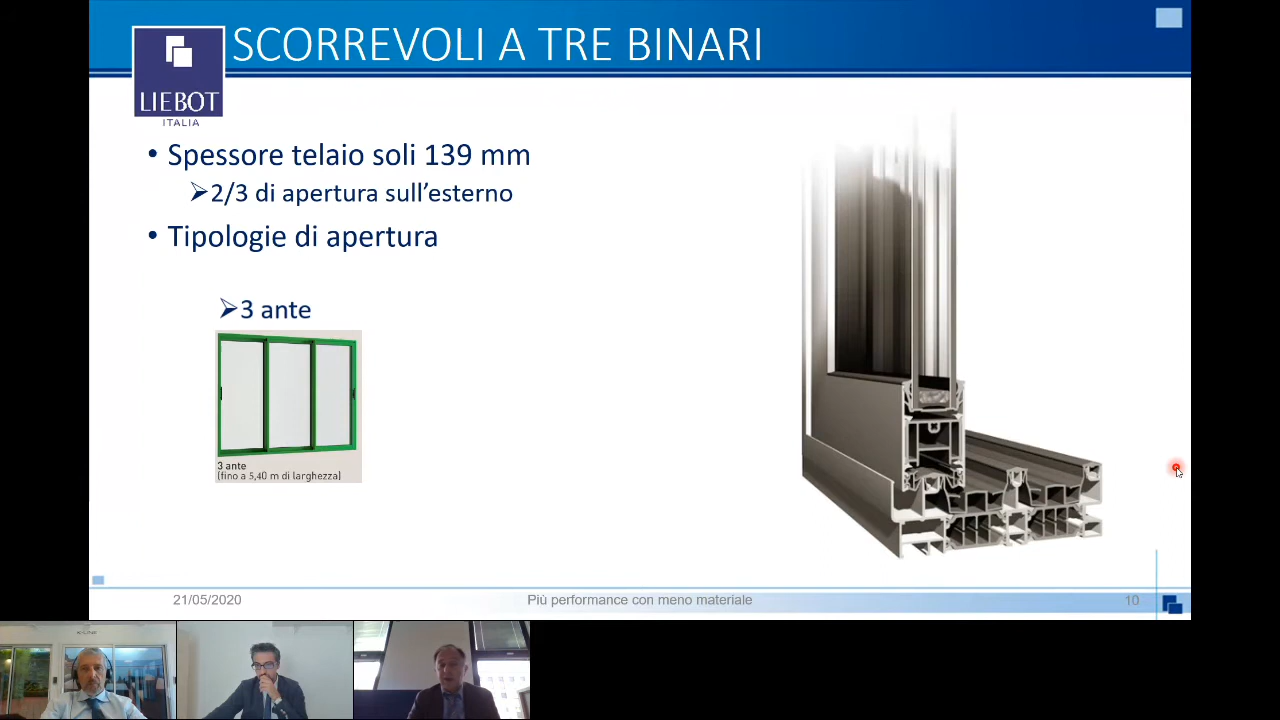 SCORREVOLI A TRE BINARI
LIEBOT
ITALIA
• Spessore telaio soli 139 mm
➢2/3 di apertura sull'esterno
• Tipologie di apertura
➢3 ante
3 ante
(fino a 5,40 m di larghezza)
21/05/2020
Più performance con meno materiale
10